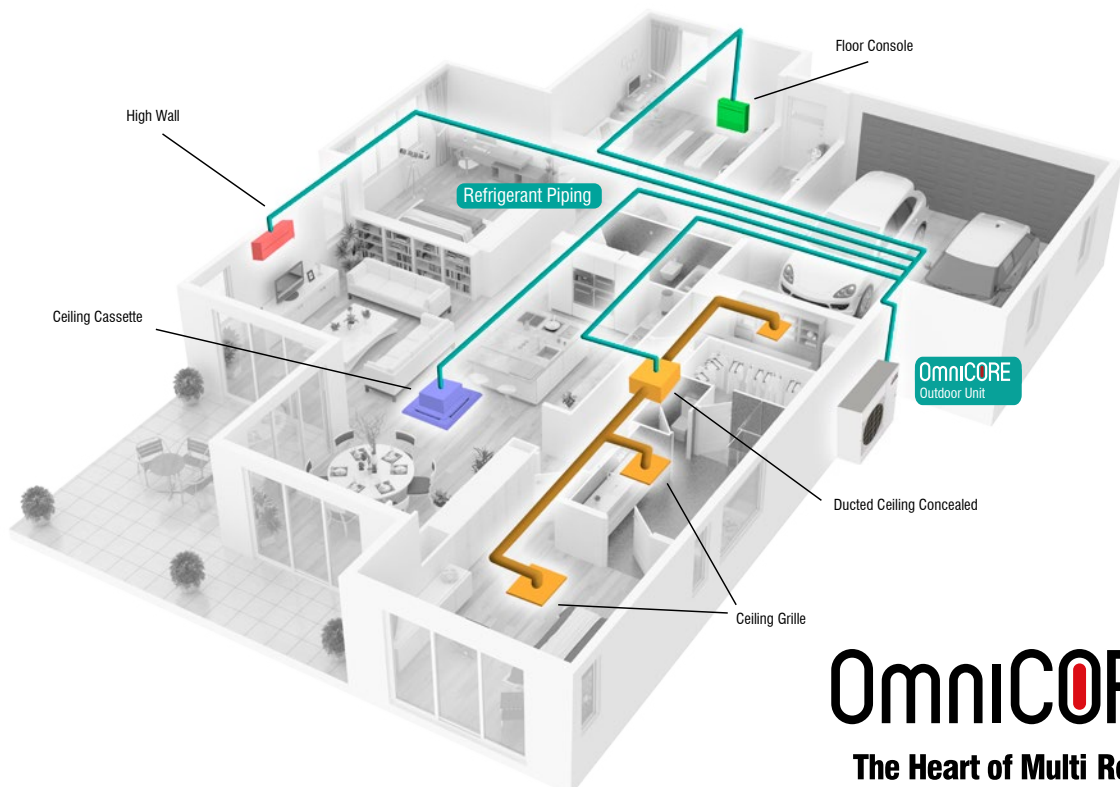 Floor Console
High Wall
Refrigerant Piping
Ceiling Cassette
OmniCORE
Outdoor Unit
Ducted Ceiling Concealed
Ceiling Grille
OmniCO
The Heart of Multi